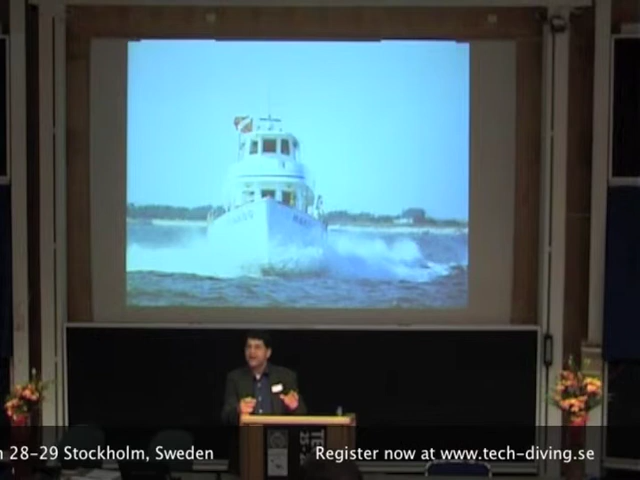 n 28-29 Stockholm, Sweden
Register now at www.tech-diving.se